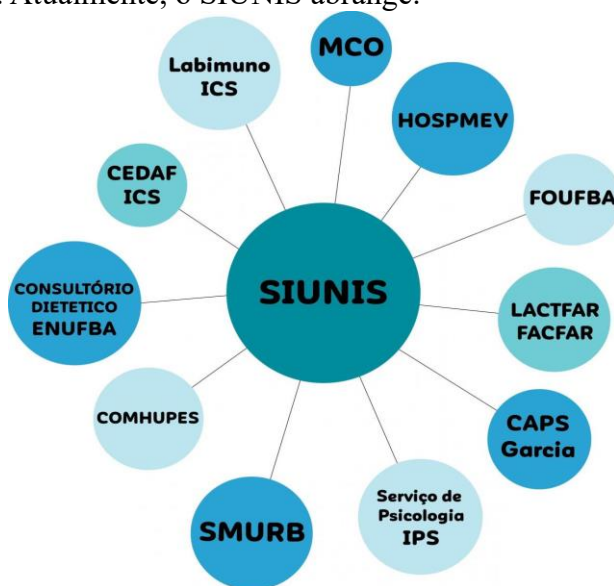 . Atualmente, o SIUNIS abrange:
MCO
Labimuno
ICS
HOSPMEV
CEDAF
ICS
FOUFBA
SIUNIS
CONSULTÓRIO
DIETETICO
ENUFBA
LACTFAR
FACFAR
COMHUPES
CAPS
Garcia
Serviço de
Psicologia
IPS
SMURB